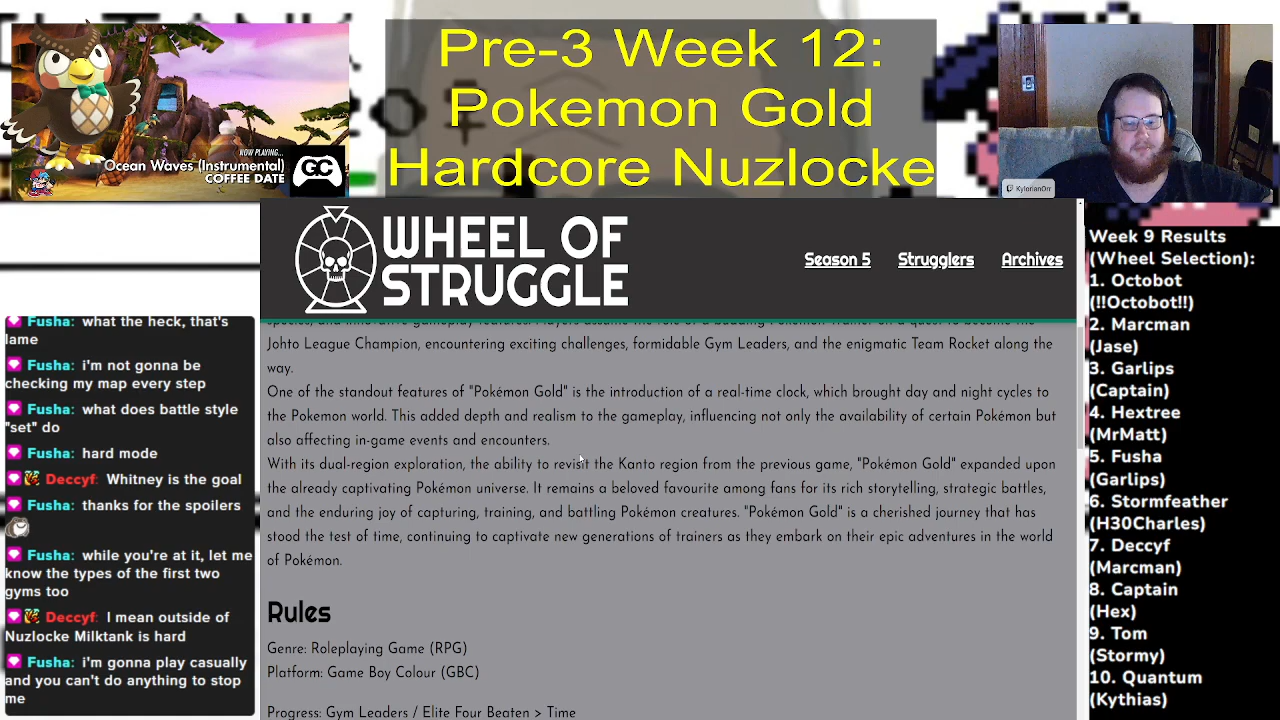 Pre-3 Week 12:
Pokemon Gold
Hardcore Nuzlocke
NOW PLAYING...
Ocean Waves (Instrumental)
COFFEE DATE
GC
KylorianOrr
WHEEL OF
STRUGGLE
Season 5
Strugglers
Archives
Johto League Champion, encountering exciting challenges, formidable Gym Leaders, and the enigmatic Team Rocket along the
way.
One of the standout features of "Pokémon Gold" is the introduction of a real-time clock, which brought day and night cycles to
the Pokemon world. This added depth and realism to the gameplay, influencing not only the availability of certain Pokémon but
also affecting in-game events and encounters.
With its dual-region exploration, the ability to revisit the Kanto region from the previous game, "Pokémon Gold" expanded upon
the already captivating Pokémon universe. It remains a beloved favourite among fans for its rich storytelling, strategic battles,
and the enduring joy of capturing, training, and battling Pokémon creatures. "Pokémon Gold" is a cherished journey that has
stood the test of time, continuing to captivate new generations of trainers as they embark on their epic adventures in the world
of Pokémon.
Rules
Genre: Roleplaying Game (RPG)
Platform: Game Boy Colour (GBC)
Progress: Gym Leaders / Elite Four Beaten > Time
Fusha: what the heck, that's
lame
Fusha: i'm not gonna be
checking my map every step
Fusha: what does battle style
"set" do
Fusha: hard mode
Deccyf: Whitney is the goal
Fusha: thanks for the spoilers
Fusha: while you're at it, let me
know the types of the first two
gyms too
Deccyf: I mean outside of
Nuzlocke Milktank is hard
Fusha: i'm gonna play casually
and you can't do anything to stop
me
Week 9 Results
(Wheel Selection):
1. Octobot
(!!Octobot!!)
2. Marcman
(Jase)
3. Garlips
(Captain)
4. Hextree
(MrMatt)
5. Fusha
(Garlips)
6. Stormfeather
(H30Charles)
7. Deccyf
(Marcman)
8. Captain
(Hex)
9. Tom
(Stormy)
10. Quantum
(Kythias)